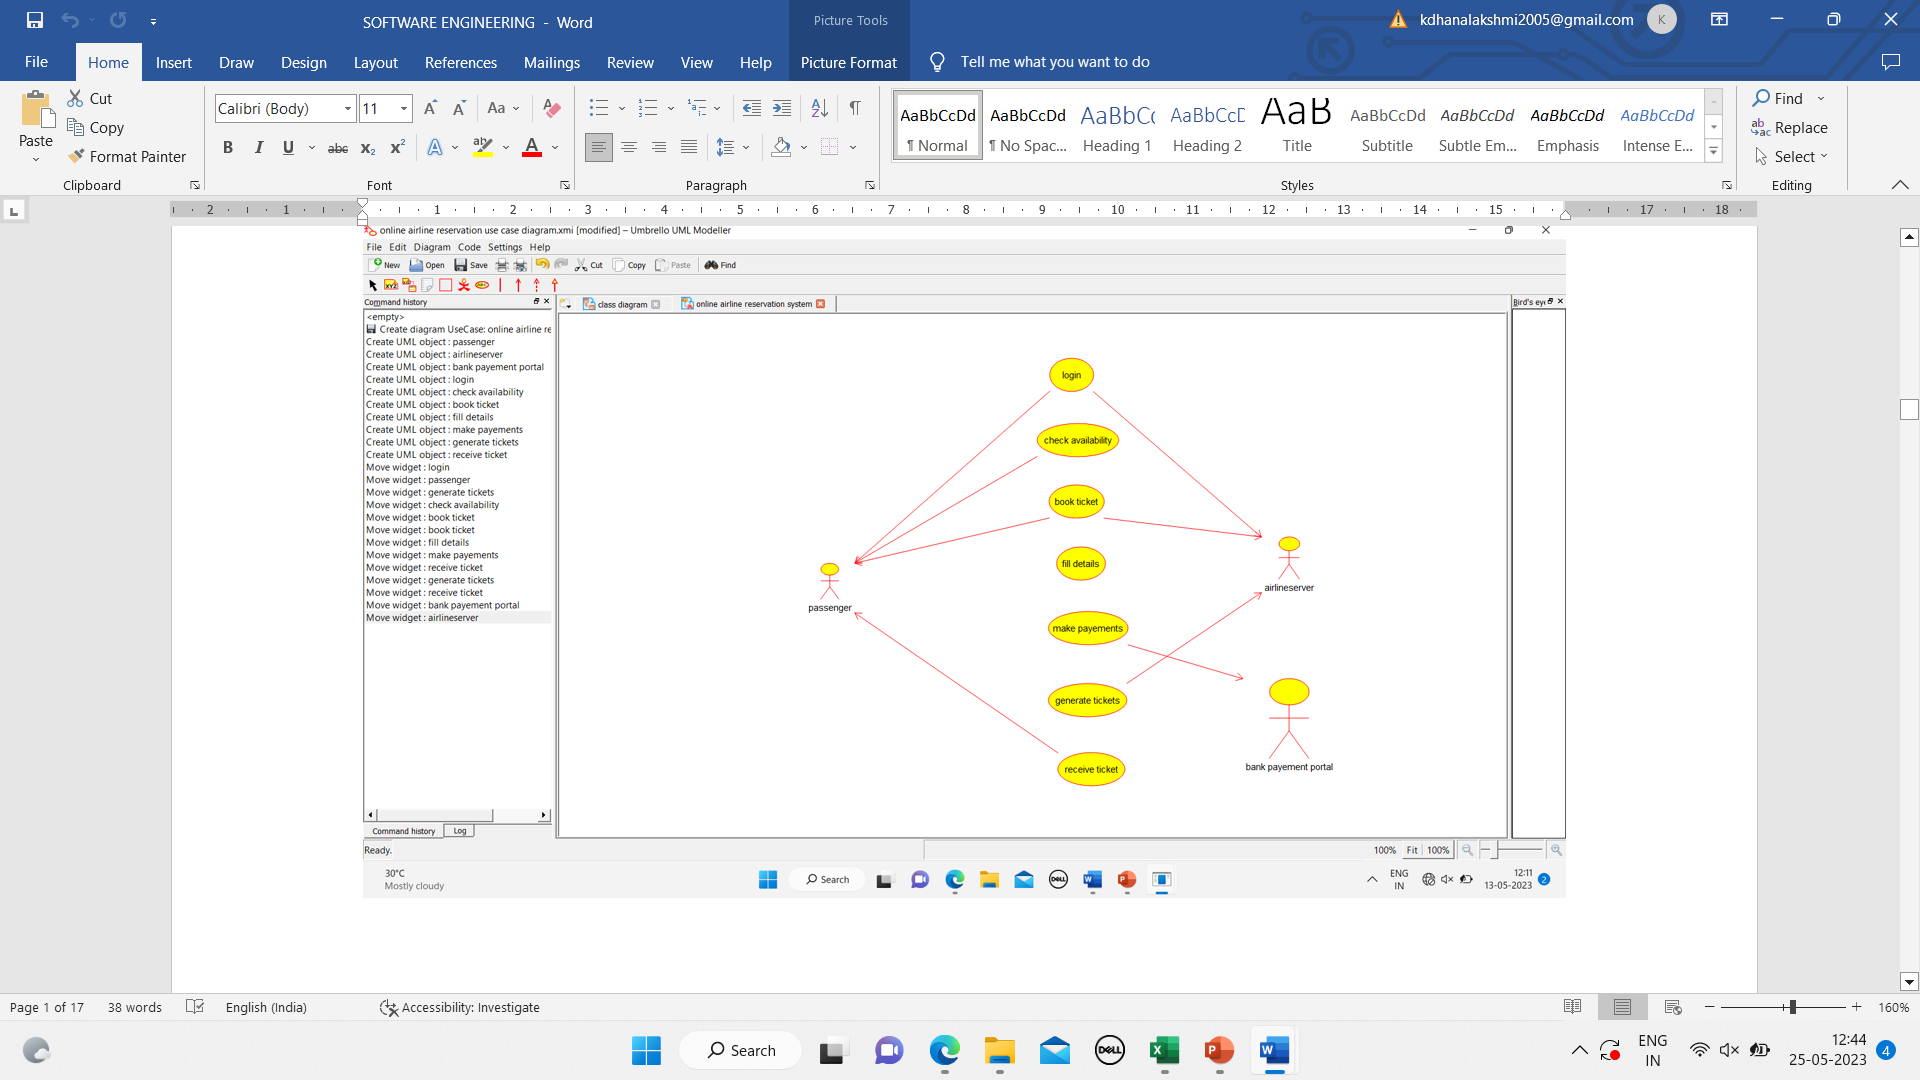 SOFTWARE ENGINEERING - Word
Picture Tools
kdhanalakshmi2005@gmail.com
K
File Home Insert Draw Design Layout References Mailings Review View Help Picture Format Tell me what you want to do
Paste
Cut
Copy
Format Painter
Clipboard
Calibri (Body) 11
Aa
B I U abc x₂ x² A ab A
Font
Paragraph
AaBbCcDd
¶ Normal
AaBbCcDd
¶ No Spac...
AaBbCc
Heading 1
AaBbCcD
Heading 2
AaB
Title
AaBbCcDd
Subtitle
AaBbCcDd
Subtle Em...
AaBbCcDd
Emphasis
AaBbCcDd
Intense E...
Styles
Find
Replace
Select
Editing
2 1 1 2 3 4 5 6 7 8 9 10 11 12 13 14 15 17 18
online airline reservation use case diagram.xmi [modified] – Umbrello UML Modeller
File Edit Diagram Code Settings Help
New Open Save Cut Copy Paste Find
Command history
class diagram
online airline reservation system
Bird's eye
<empty>
Create diagram UseCase: online airline re
Create UML object : passenger
Create UML object : airlineserver
Create UML object : bank payement portal
Create UML object : login
Create UML object : check availability
Create UML object : book ticket
Create UML object : fill details
Create UML object : make payements
Create UML object : generate tickets
Create UML object : receive ticket
Move widget : login
Move widget : passenger
Move widget : generate tickets
Move widget : check availability
Move widget : book ticket
Move widget : book ticket
Move widget : fill details
Move widget : make payements
Move widget : receive ticket
Move widget : generate tickets
Move widget : receive ticket
Move widget : bank payement portal
Move widget : airlineserver
login
check availability
book ticket
fill details
airlineserver
passenger
make payements
generate tickets
bank payement portal
receive ticket
Command history Log
Ready.
100% Fit 100%
30°C
Mostly cloudy
Search
ENG
IN
12:11
13-05-2023
2
Page 1 of 17 38 words English (India) Accessibility: Investigate
160%
Search
DELL
ENG
IN
12:44
25-05-2023
4